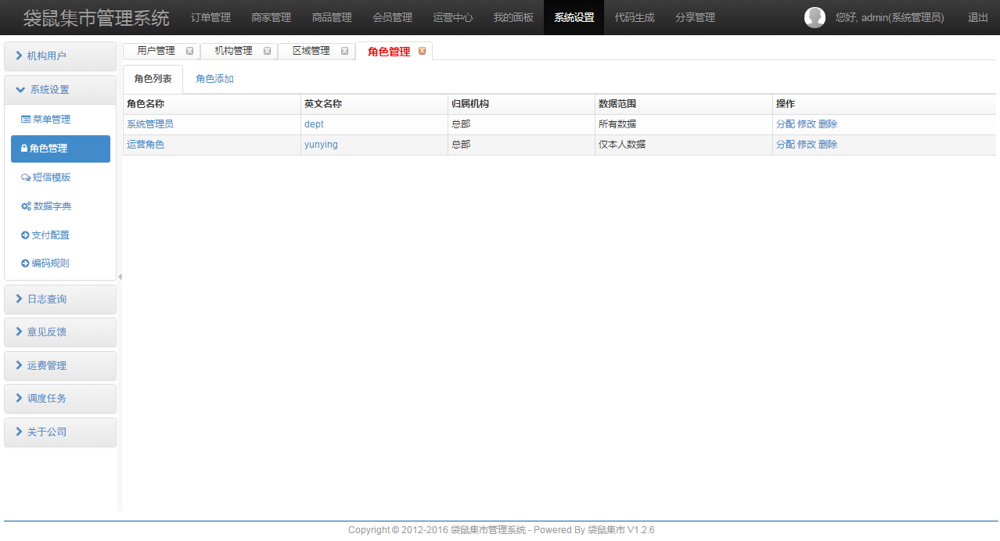 袋鼠集市管理系统 订单管理 商家管理 商品管理 会员管理 运营中心 我的面板 系统设置 代码生成 分享管理 您好, admin(系统管理员) 退出
机构用户
系统设置
菜单管理
角色管理
短信模版
数据字典
支付配置
编码规则
日志查询
意见反馈
运费管理
调度任务
关于公司
用户管理 机构管理 区域管理 角色管理
角色列表 角色添加
角色名称 英文名称 归属机构 数据范围 操作
系统管理员 dept 总部 所有数据 分配 修改 删除
运营角色 yunying 总部 仅本人数据 分配 修改 删除
Copyright © 2012-2016 袋鼠集市管理系统 - Powered By 袋鼠集市 V1.2.6